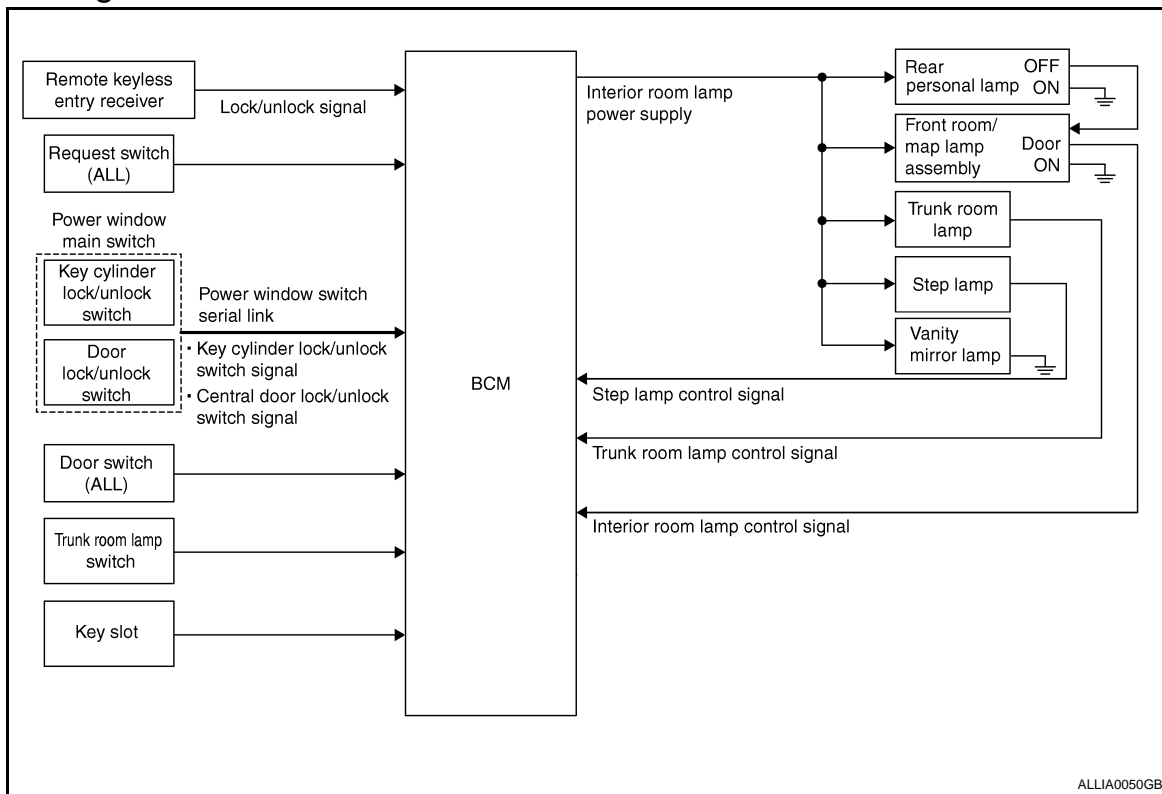 Remote keyless
entry receiver
Lock/unlock signal
Request switch
(ALL)
Power window
main switch
Key cylinder
lock/unlock
switch
Door
lock/unlock
switch
Power window switch
serial link
· Key cylinder lock/unlock
switch signal
· Central door lock/unlock
switch signal
Door switch
(ALL)
Trunk room lamp
switch
Key slot
BCM
Interior room lamp
power supply
Rear OFF
personal lamp ON
Front room/
map lamp Door
assembly ON
Trunk room
lamp
Step lamp
Vanity
mirror lamp
Step lamp control signal
Trunk room lamp control signal
Interior room lamp control signal
ALLIA0050GB